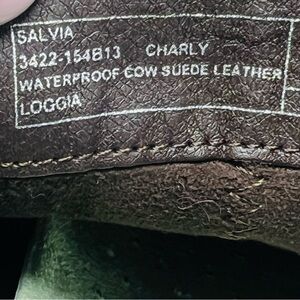 SALVIA
3422-154B13 CHARLY
WATERPROOF COW SUEDE LEATHER
LOGGIA